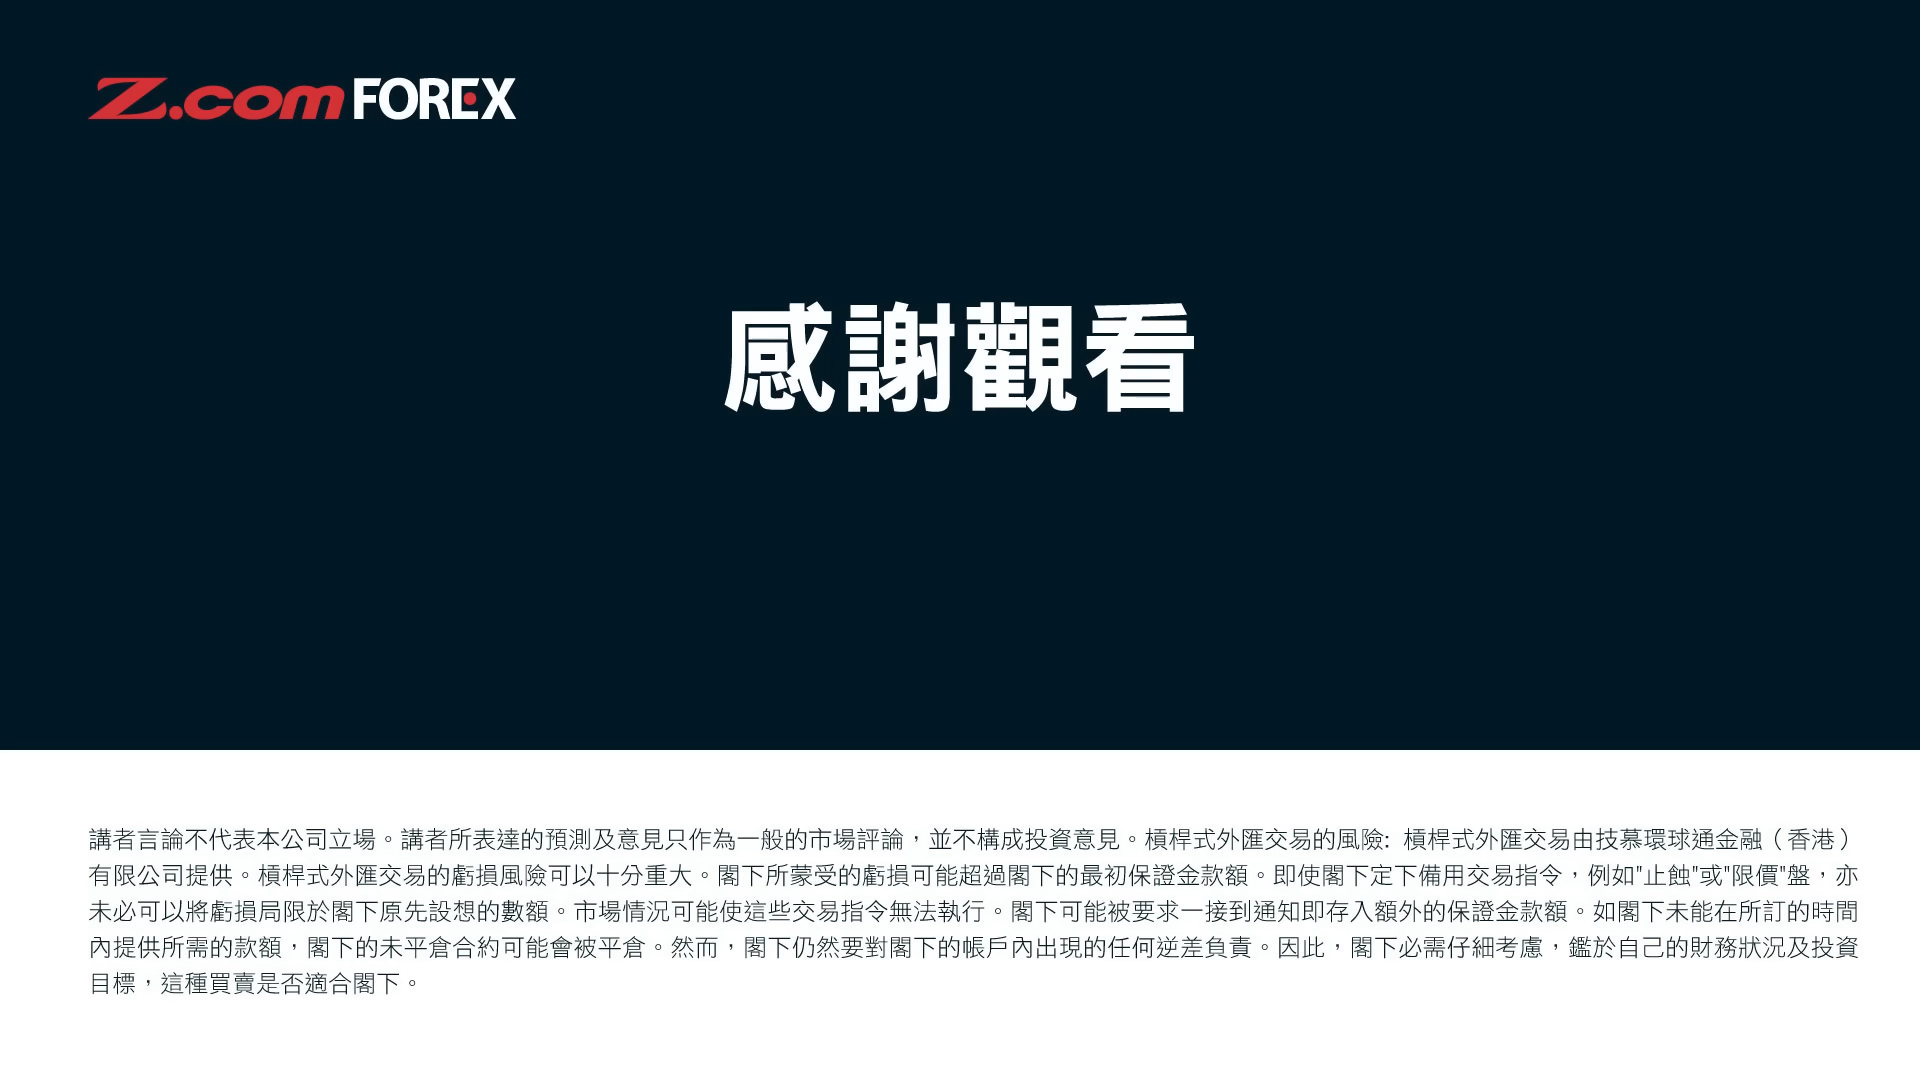 Z.com FOREX
感謝觀看
講者言論不代表本公司立場。講者所表達的預測及意見只作為一般的市場評論，並不構成投資意見。槓桿式外匯交易的風險: 槓桿式外匯交易由技慕環球通金融（香港）
有限公司提供。槓桿式外匯交易的虧損風險可以十分重大。閣下所蒙受的虧損可能超過閣下的最初保證金款額。即使閣下定下備用交易指令，例如"止蝕"或"限價"盤，亦
未必可以將虧損局限於閣下原先設想的數額。市場情況可能使這些交易指令無法執行。閣下可能被要求一接到通知即存入額外的保證金款額。如閣下未能在所訂的時間
內提供所需的款額，閣下的未平倉合約可能會被平倉。然而，閣下仍然要對閣下的帳戶內出現的任何逆差負責。因此，閣下必需仔細考慮，鑑於自己的財務狀況及投資
目標，這種買賣是否適合閣下。